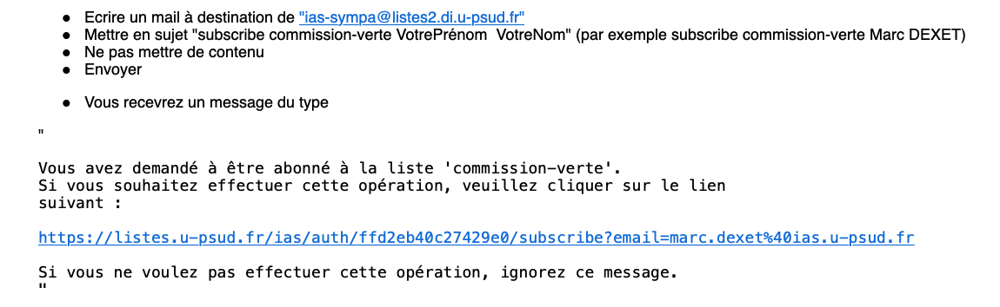 ● Ecrire un mail à destination de "ias-sympa@listes2.di.u-psud.fr"
● Mettre en sujet "subscribe commission-verte VotrePrénom  VotreNom" (par exemple subscribe commission-verte Marc DEXET)
● Ne pas mettre de contenu
● Envoyer
● Vous recevrez un message du type
"
Vous avez demandé à être abonné à la liste 'commission-verte'.
Si vous souhaitez effectuer cette opération, veuillez cliquer sur le lien
suivant :
https://listes.u-psud.fr/ias/auth/ffd2eb40c27429e0/subscribe?email=marc.dexet%40ias.u-psud.fr
Si vous ne voulez pas effectuer cette opération, ignorez ce message.
"